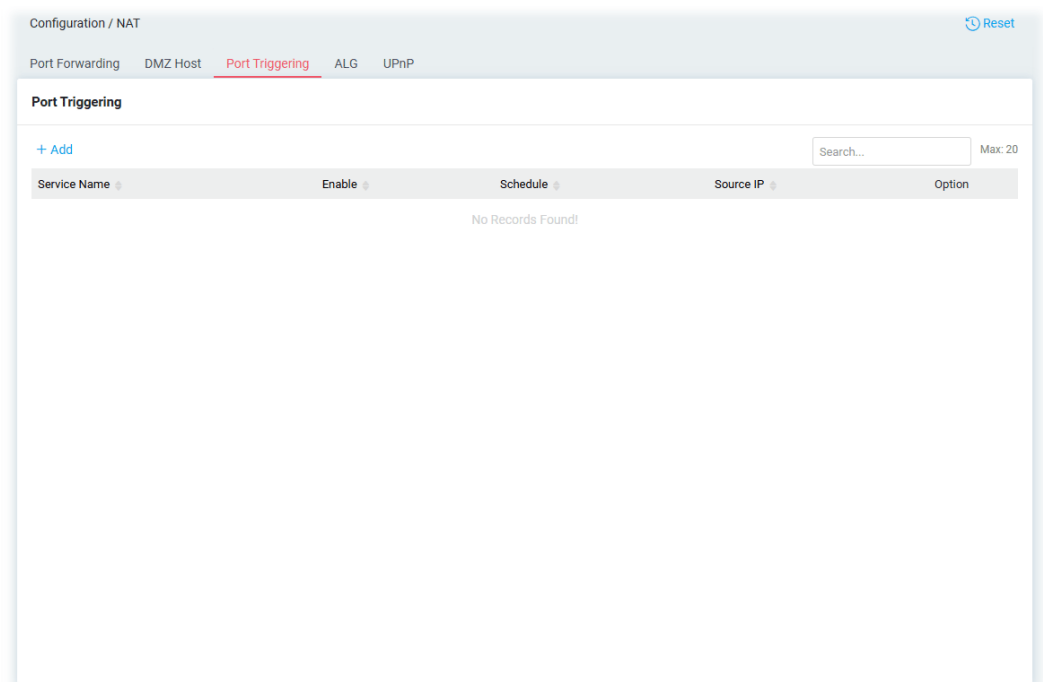 Configuration / NAT
Reset
Port Forwarding DMZ Host Port Triggering ALG UPnP
Port Triggering
+ Add
Search... Max: 20
Service Name Enable Schedule Source IP Option
No Records Found!